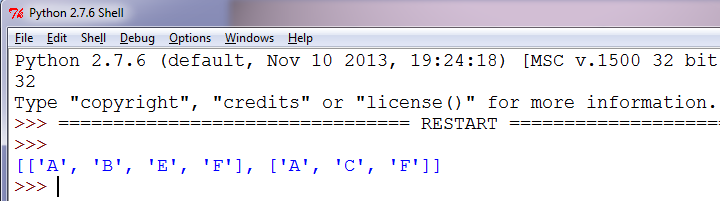 Python 2.7.6 Shell
File Edit Shell Debug Options Windows Help
Python 2.7.6 (default, Nov 10 2013, 19:24:18) [MSC v.1500 32 bit
32
Type "copyright", "credits" or "license()" for more information.
>>> ================================ RESTART =====================
>>>
[['A', 'B', 'E', 'F'], ['A', 'C', 'F']]
>>>